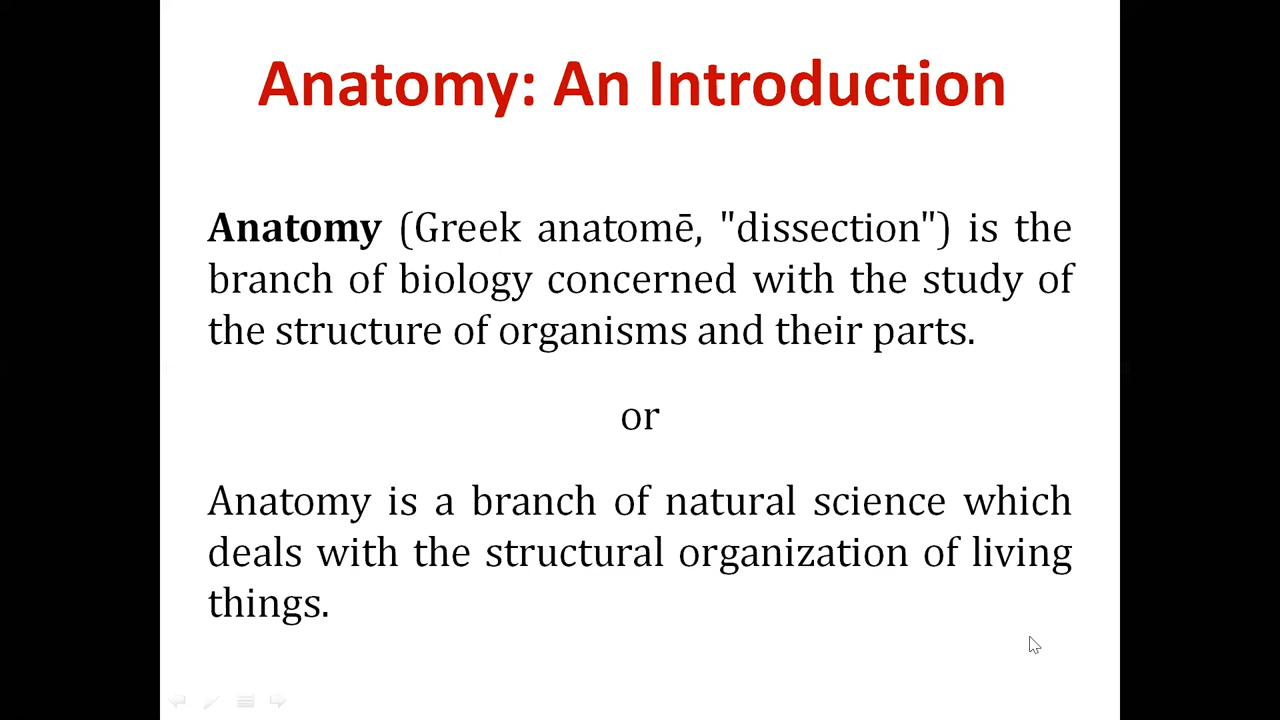 Anatomy: An Introduction
Anatomy (Greek anatomē, "dissection") is the
branch of biology concerned with the study of
the structure of organisms and their parts.
or
Anatomy is a branch of natural science which
deals with the structural organization of living
things.